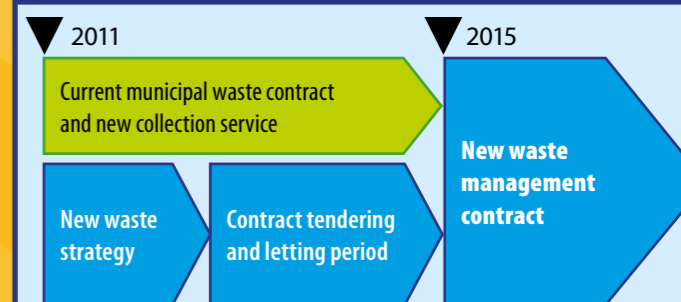 2011
2015
Current municipal waste contract
and new collection service
New waste
strategy
Contract tendering
and letting period
New waste
management
contract